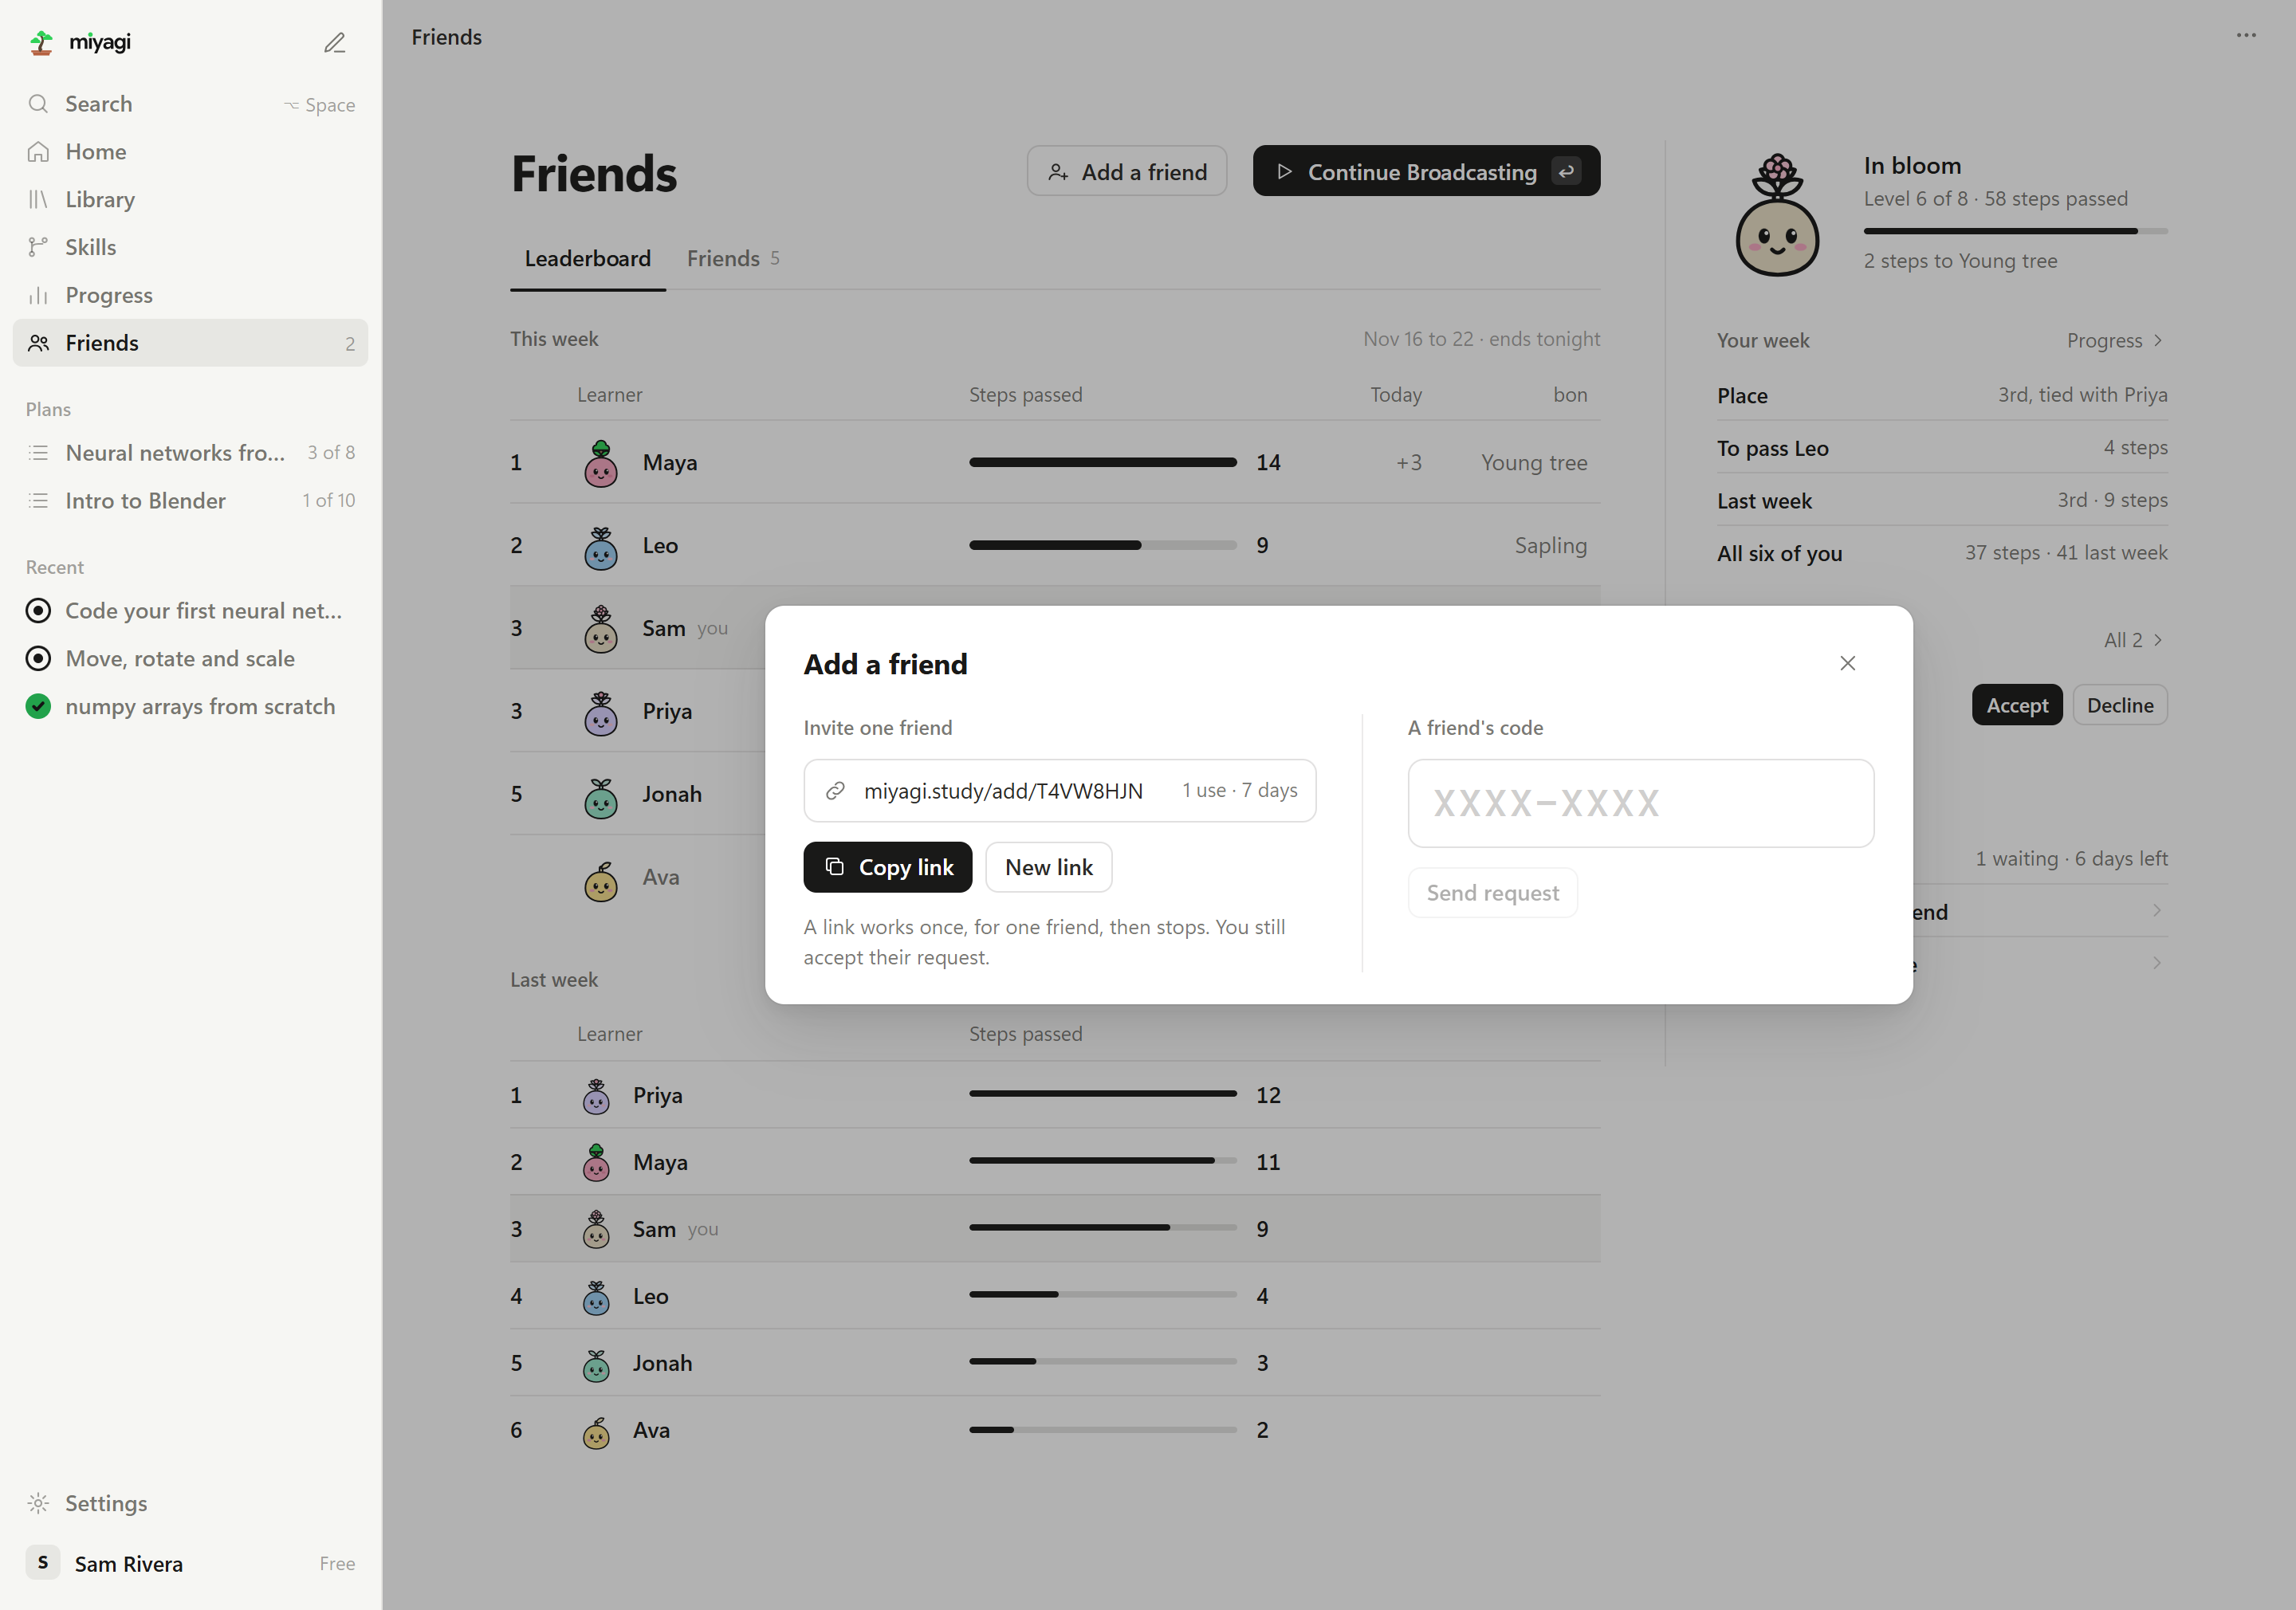 miyagi
Search
⌥ Space
Home
Library
Skills
Progress
Friends
2
Plans
Neural networks fro...
3 of 8
Intro to Blender
1 of 10
Recent
Code your first neural net...
Move, rotate and scale
numpy arrays from scratch
Settings
S
Sam Rivera
Free
Friends
Friends
Add a friend
Continue Broadcasting
Leaderboard
Friends 5
This week
Nov 16 to 22 · ends tonight
Learner
Steps passed
Today
bon
1
Maya
14
+3
Young tree
2
Leo
9
Sapling
3
Sam you
3
Priya
5
Jonah
Ava
Last week
Learner
Steps passed
1
Priya
12
2
Maya
11
3
Sam you
9
4
Leo
4
5
Jonah
3
6
Ava
2
In bloom
Level 6 of 8 · 58 steps passed
2 steps to Young tree
Your week
Progress
Place
3rd, tied with Priya
To pass Leo
4 steps
Last week
3rd · 9 steps
All six of you
37 steps · 41 last week
All 2
Accept
Decline
1 waiting · 6 days left
Add a friend
Invite one friend
miyagi.study/add/T4VW8HJN
1 use · 7 days
Copy link
New link
A link works once, for one friend, then stops. You still
accept their request.
A friend's code
XXXX–XXXX
Send request